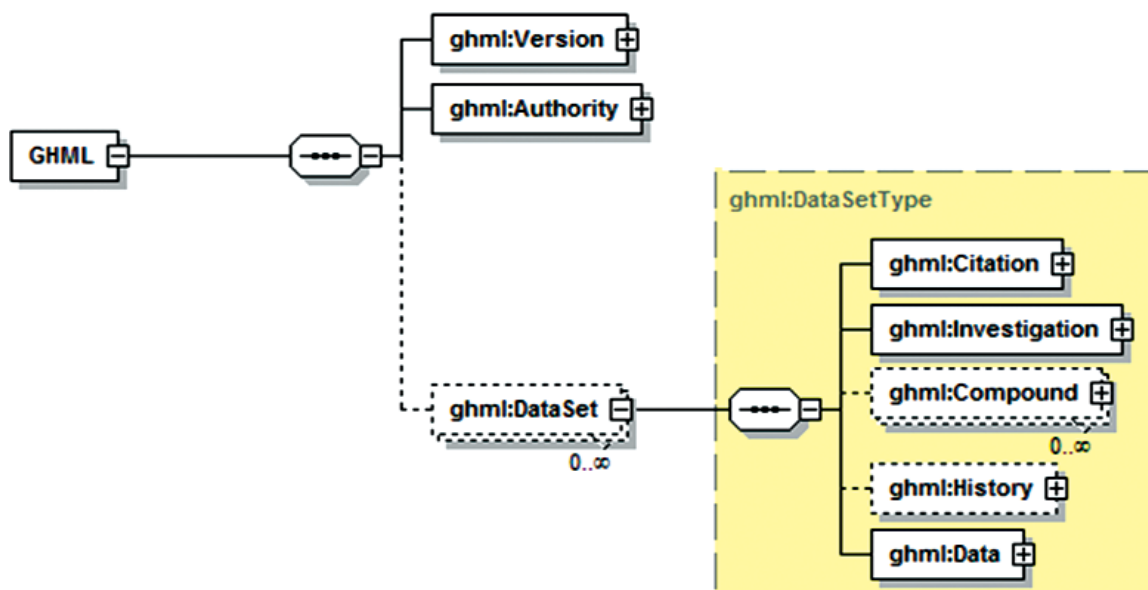 ghml:Version
ghml:Authority
GHML
ghml:DataSetType
ghml:Citation
ghml:Investigation
ghml:Compound
0..∞
ghml:DataSet
0..∞
ghml:History
ghml:Data